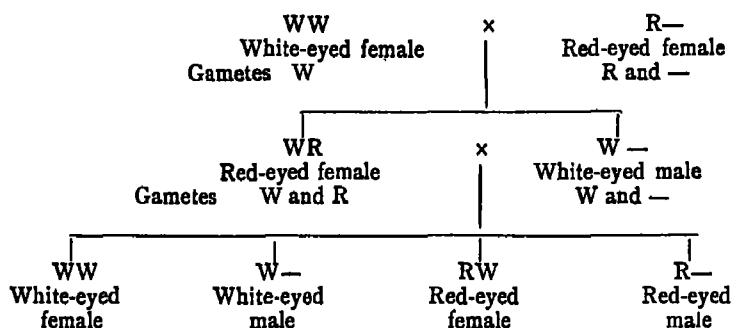 WW × R—
White-eyed female Red-eyed female
Gametes W R and —
WR × W —
Red-eyed female White-eyed male
Gametes W and R W and —
WW W— RW R—
White-eyed White-eyed Red-eyed Red-eyed
female male female male